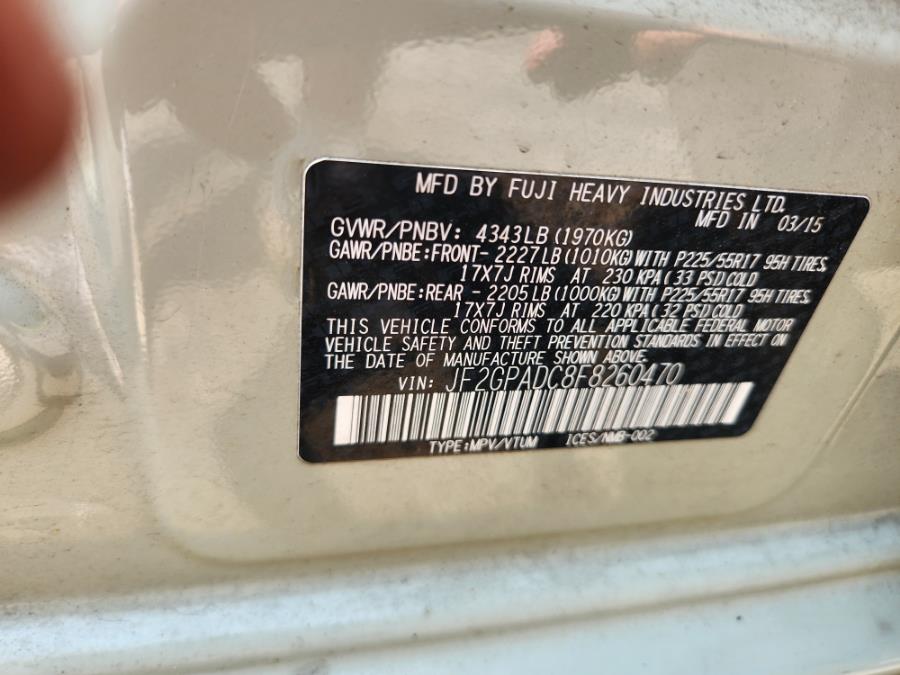 MFD BY FUJI HEAVY INDUSTRIES LTD.
MFD IN 03/15
GVWR/PNBV: 4343LB (1970KG)
GAWR/PNBE:FRONT-2227LB (1010KG) WITH P225/55R17 95H TIRES,
17X7J RIMS AT 230 KPA (33 PSI) COLD
GAWR/PNBE:REAR -2205LB (1000KG) WITH P225/55R17 95H TIRES,
17X7J RIMS AT 220 KPA (32 PSI) COLD
THIS VEHICLE CONFORMS TO ALL APPLICABLE FEDERAL MOTOR
VEHICLE SAFETY AND THEFT PREVENTION STANDARDS IN EFFECT ON
THE DATE OF MANUFACTURE SHOWN ABOVE.
VIN: JF2GPADC8F8260470
TYPE:MPV/VTUM ICES/NMB-002